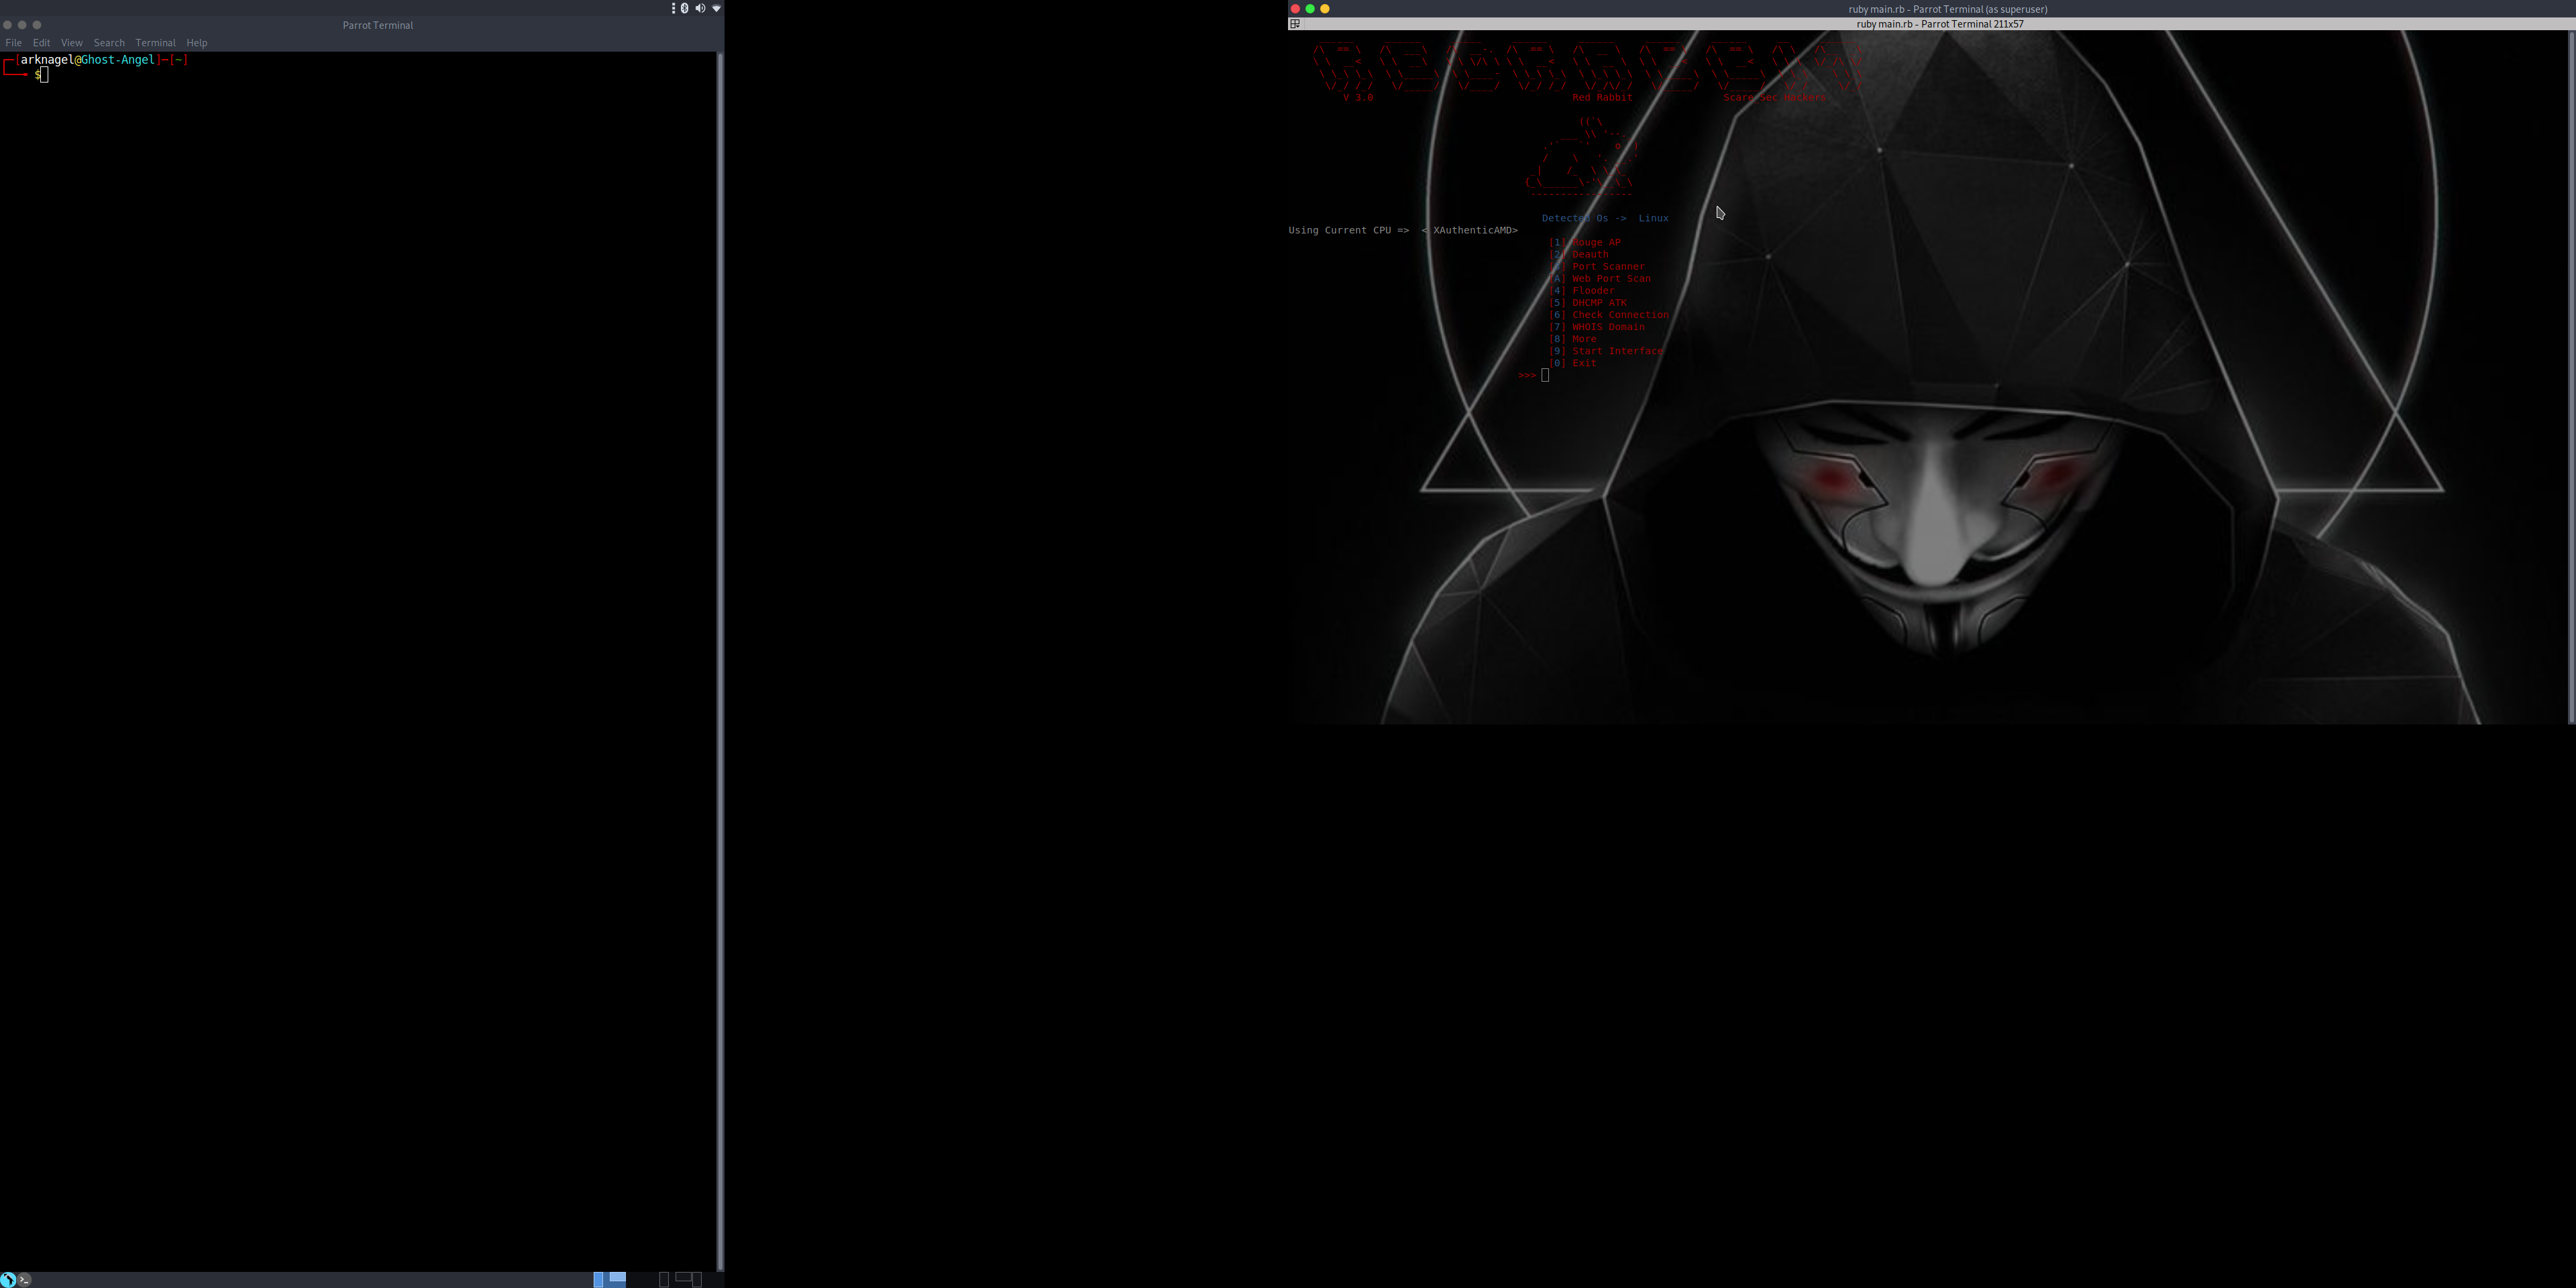 Parrot Terminal
File Edit View Search Terminal Help
[arknagel@Ghost-Angel]─[~]
$
ruby main.rb - Parrot Terminal (as superuser)
ruby main.rb - Parrot Terminal 211x57
V 3.0 Red Rabbit Scare Sec Hackers
Detected Os -> Linux
Using Current CPU => < XAuthenticAMD>
[1] Rouge AP
[2] Deauth
[3] Port Scanner
[A] Web Port Scan
[4] Flooder
[5] DHCMP ATK
[6] Check Connection
[7] WHOIS Domain
[8] More
[9] Start Interface
[0] Exit
>>>